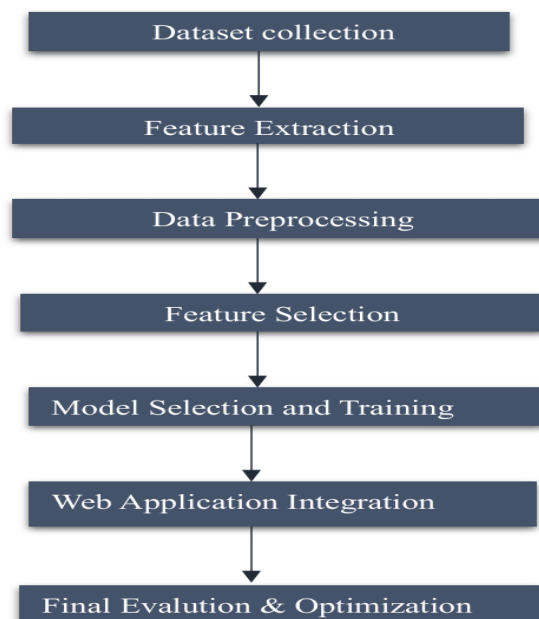 Dataset collection
Feature Extraction
Data Preprocessing
Feature Selection
Model Selection and Training
Web Application Integration
Final Evalution & Optimization